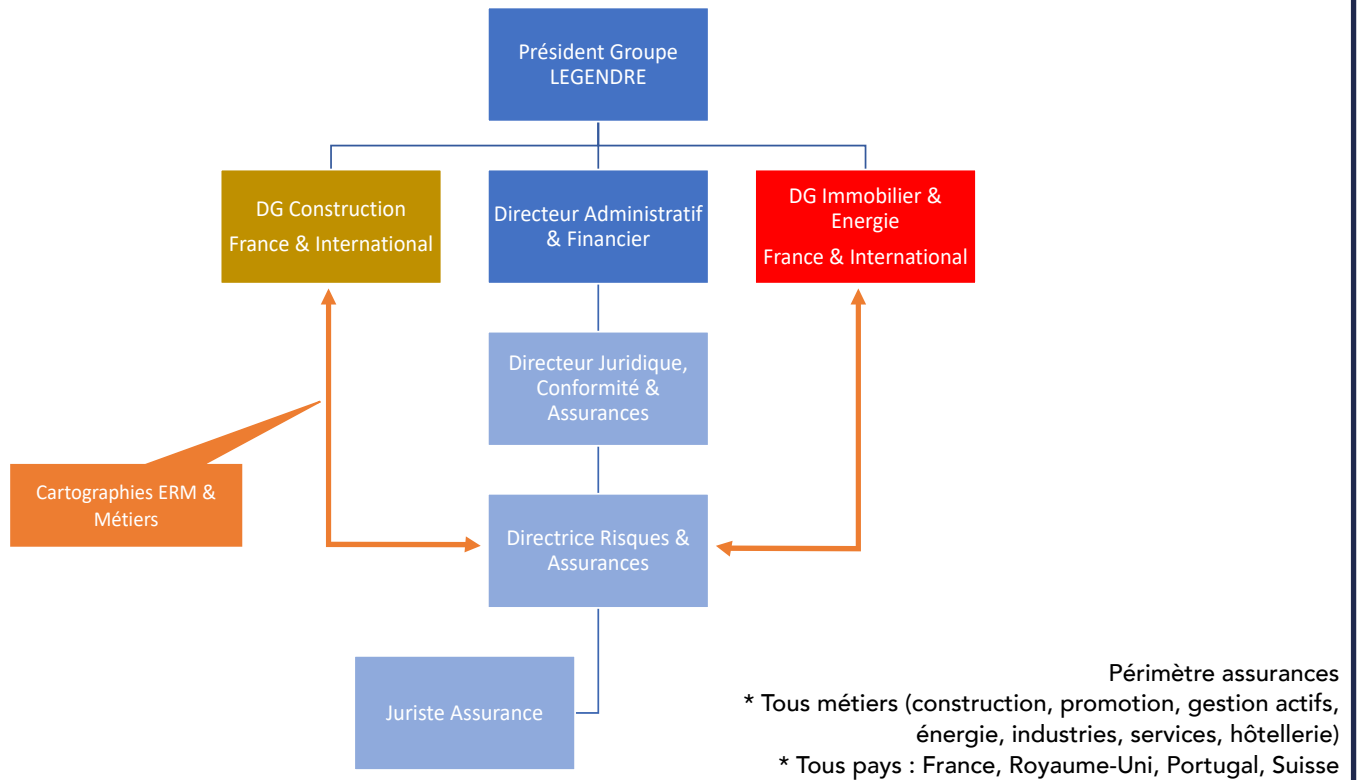 Président Groupe
LEGENDRE
DG Construction
France & International
Directeur Administratif
& Financier
DG Immobilier &
Energie
France & International
Directeur Juridique,
Conformité &
Assurances
Cartographies ERM &
Métiers
Directrice Risques &
Assurances
Juriste Assurance
Périmètre assurances
* Tous métiers (construction, promotion, gestion actifs,
énergie, industries, services, hôtellerie)
* Tous pays : France, Royaume-Uni, Portugal, Suisse